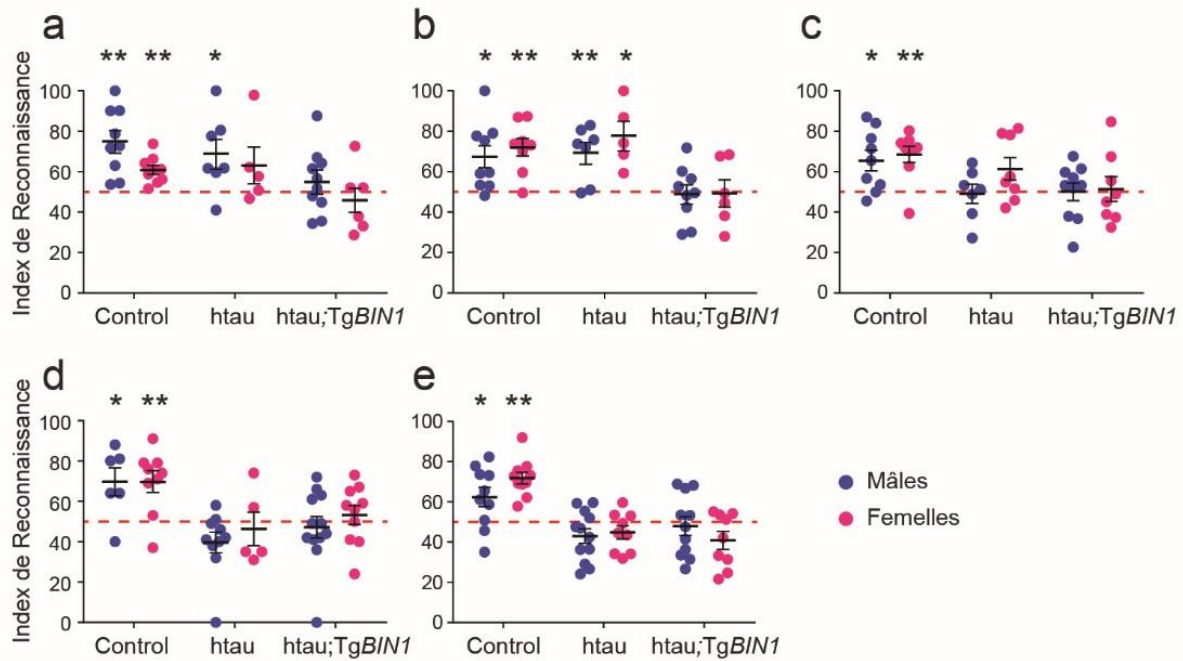 a
b
c
** ** *
* ** ** *
* **
Index de Reconnaissance
100
80
60
40
20
0
100
80
60
40
20
0
100
80
60
40
20
0
Control htau htau;TgBIN1
Control htau htau;TgBIN1
Control htau htau;TgBIN1
d
e
* **
* **
Index de Reconnaissance
100
80
60
40
20
0
100
80
60
40
20
0
Mâles
Femelles
Control htau htau;TgBIN1
Control htau htau;TgBIN1